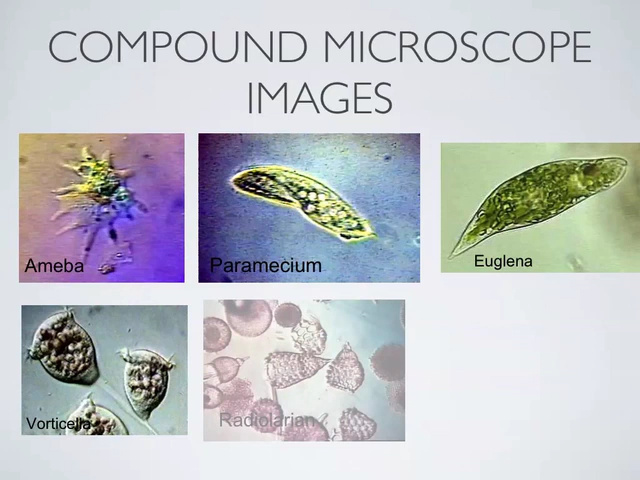 COMPOUND MICROSCOPE
IMAGES
Ameba
Paramecium
Euglena
Vorticella
Radiolarian